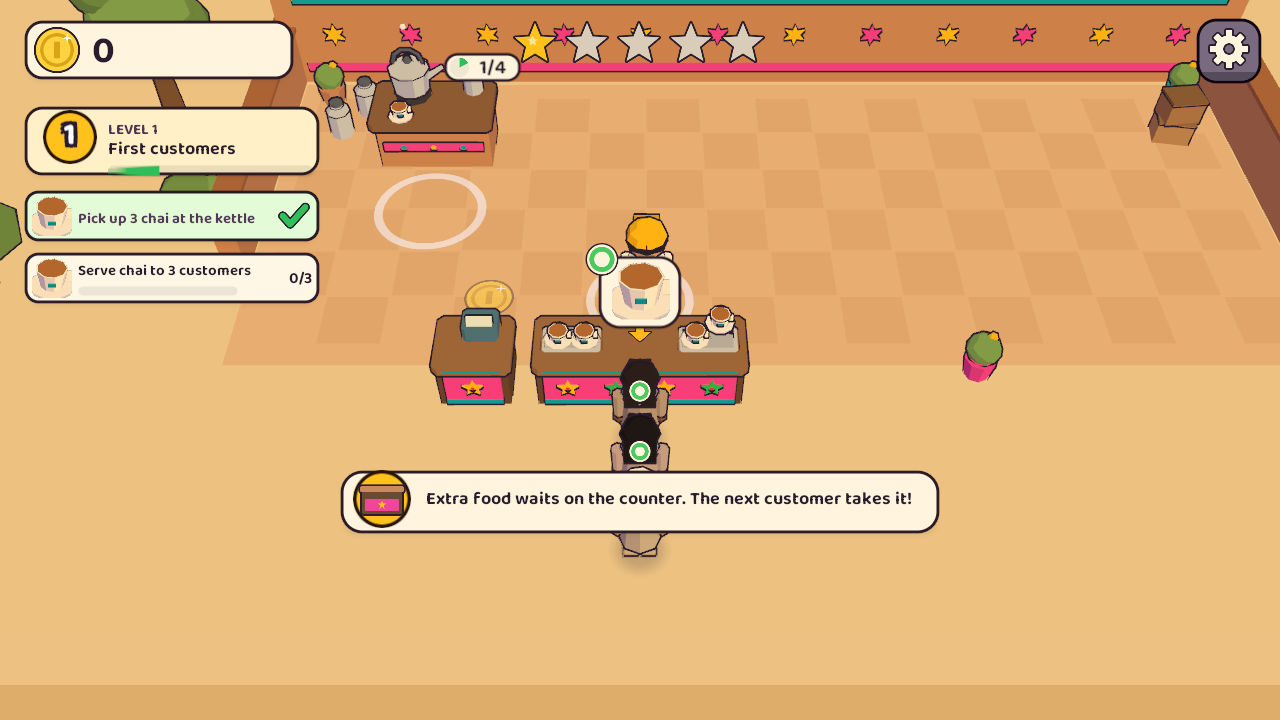 0
1/4
1
LEVEL 1
First customers
Pick up 3 chai at the kettle
Serve chai to 3 customers
0/3
Extra food waits on the counter. The next customer takes it!